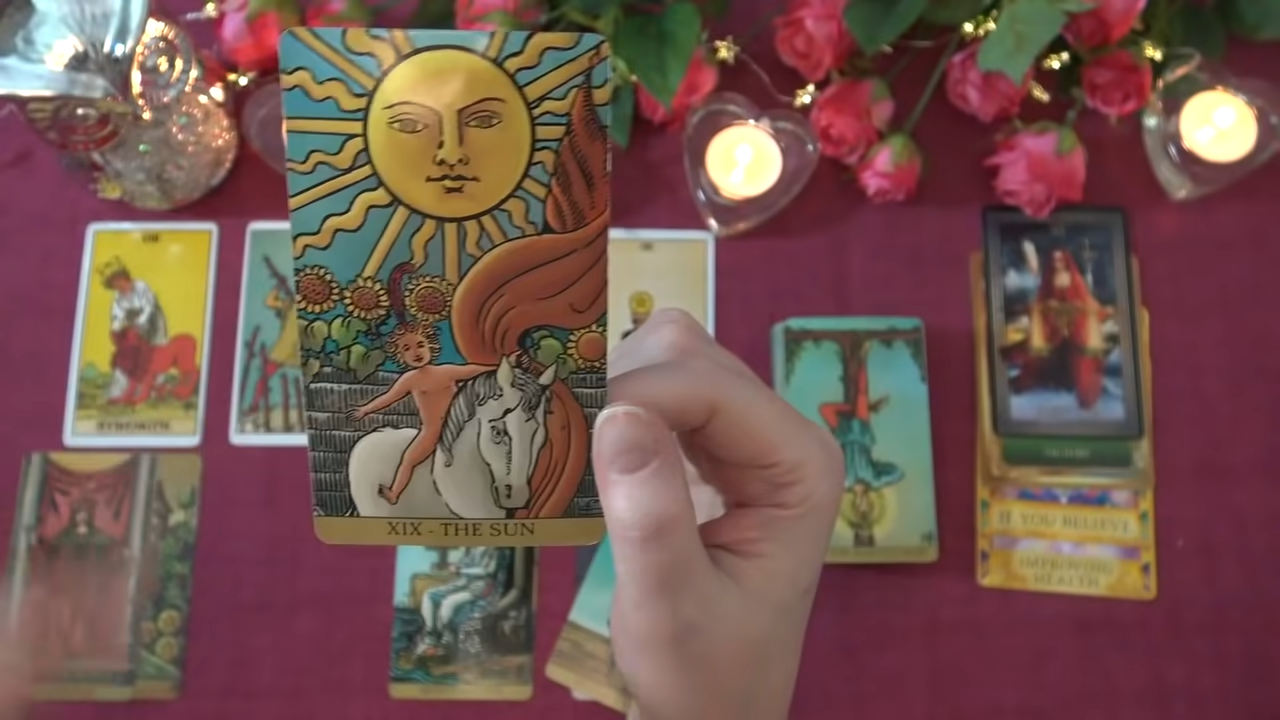 XIX - THE SUN
STRENGTH
IF YOU BELIEVE
IMPROVING
HEALTH